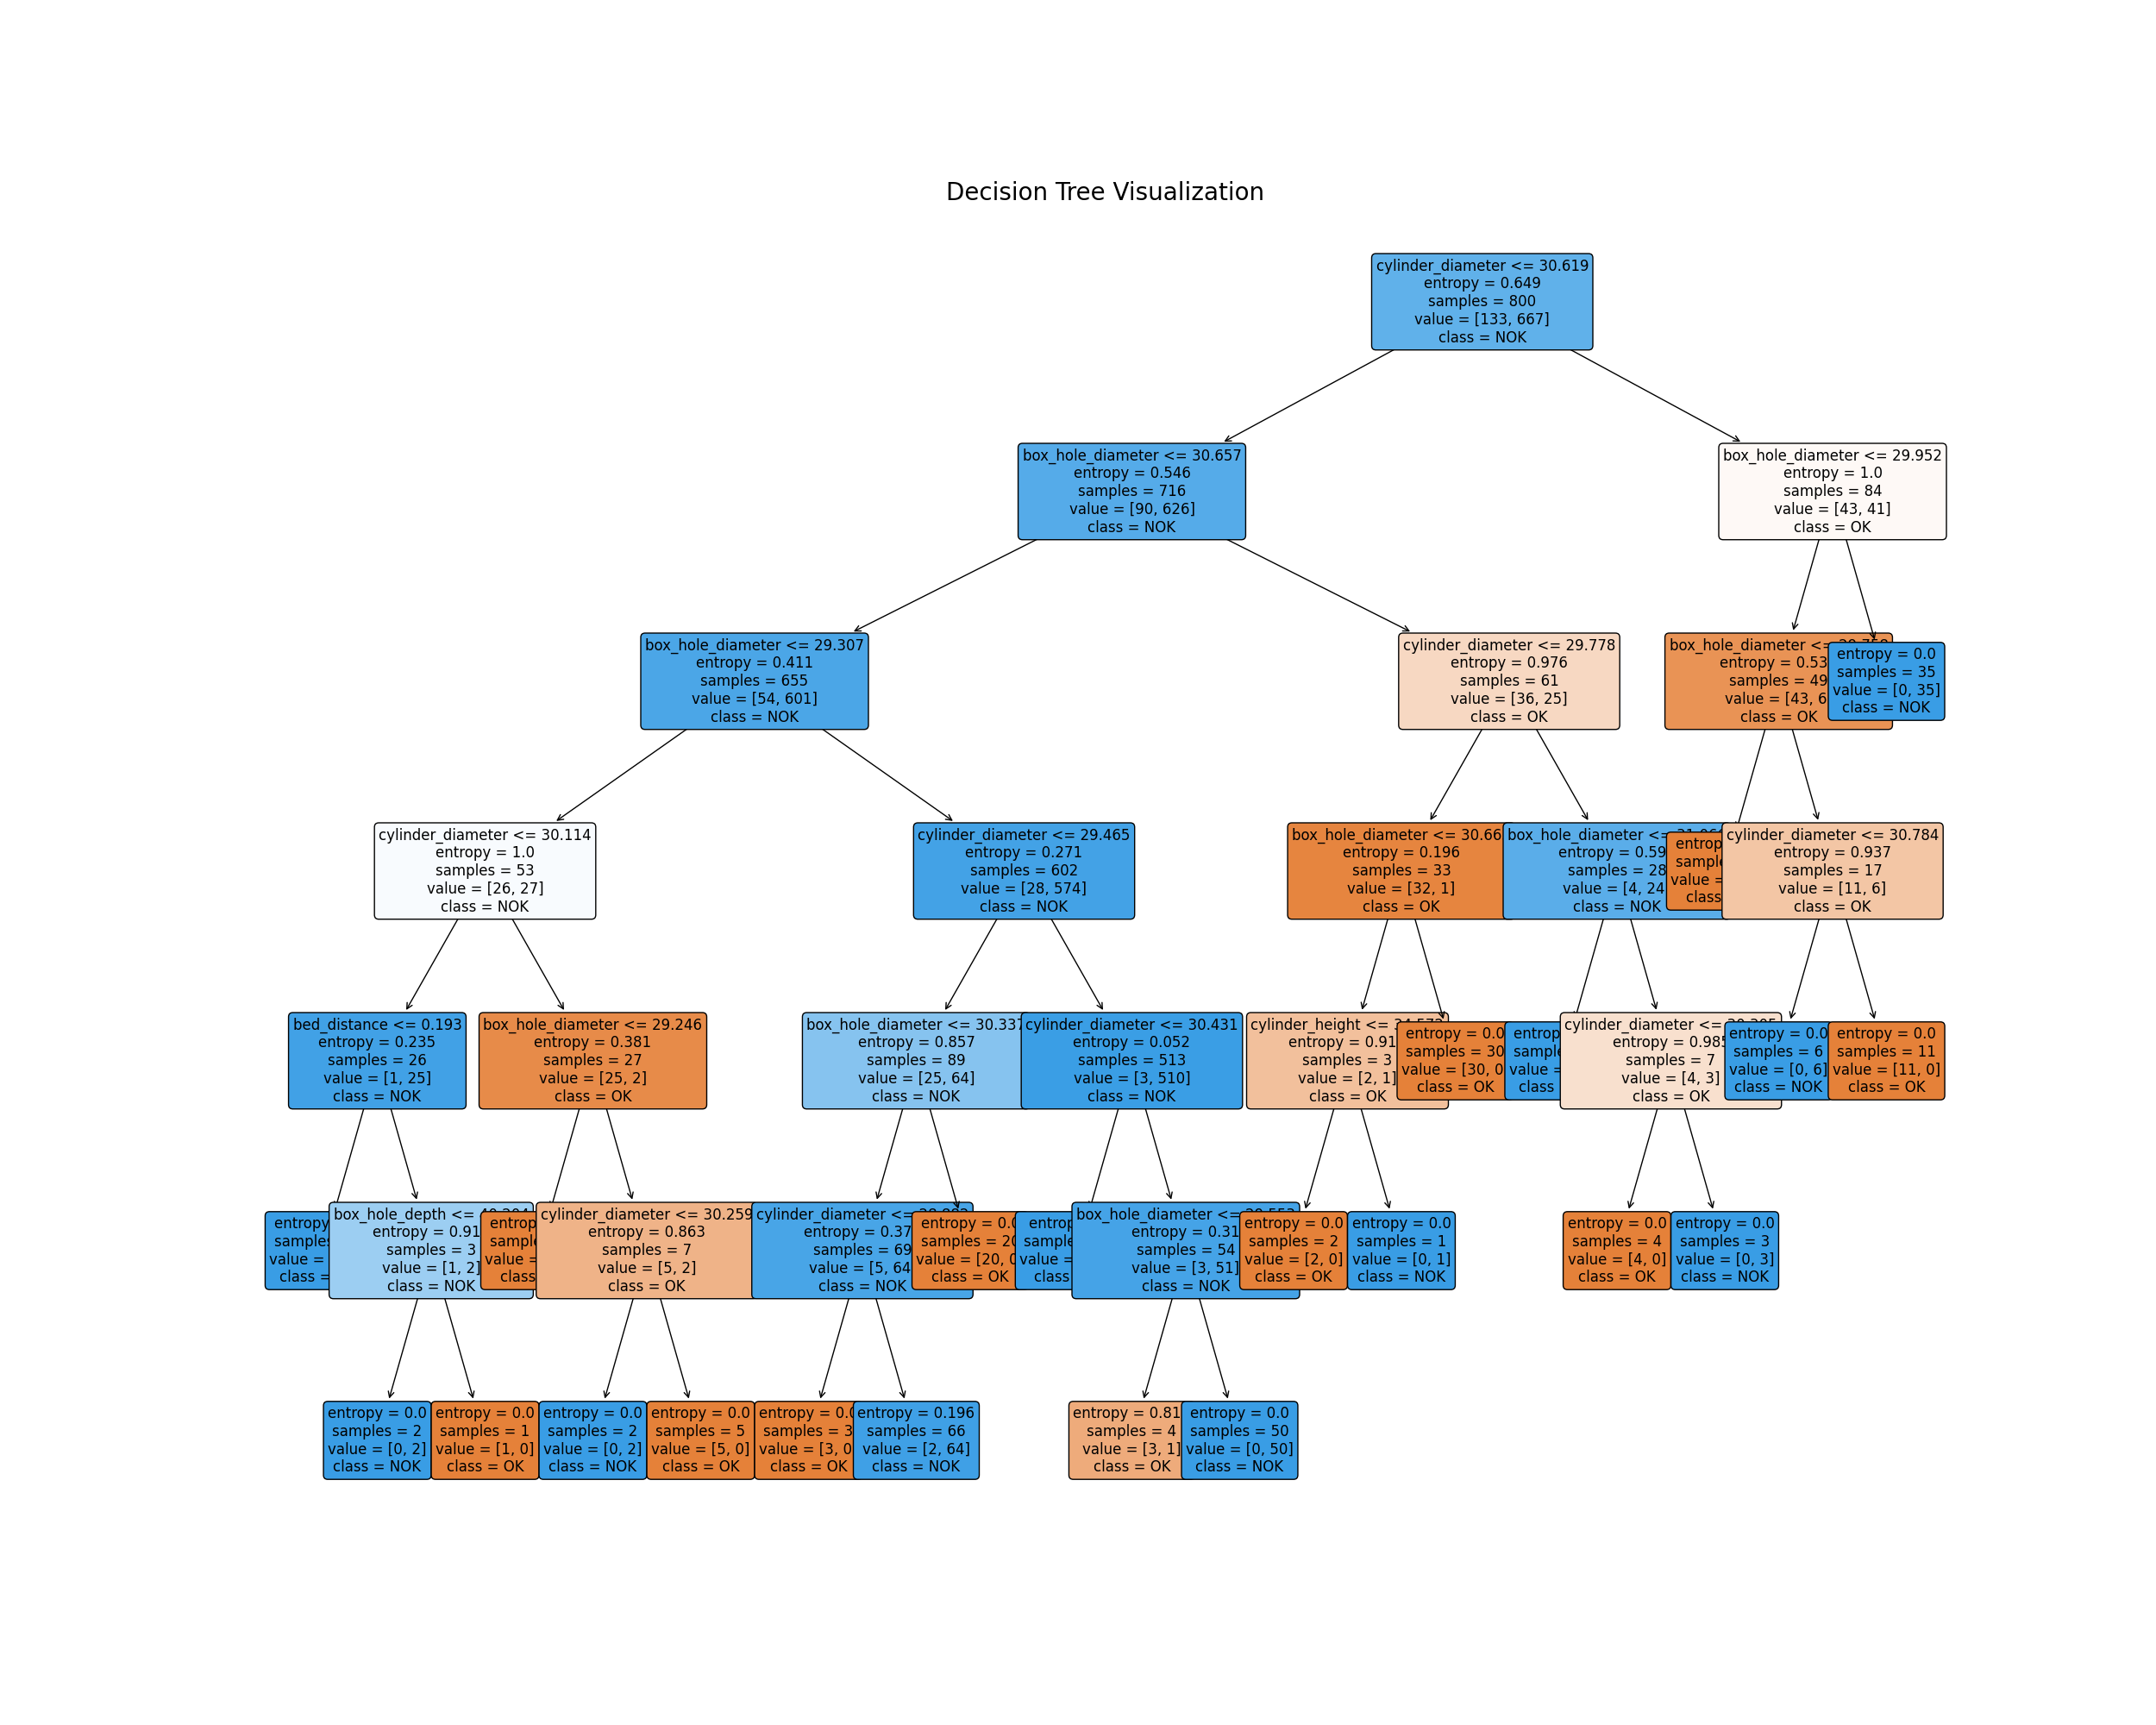 Decision Tree Visualization
cylinder_diameter <= 30.619
entropy = 0.649
samples = 800
value = [133, 667]
class = NOK
box_hole_diameter <= 30.657
entropy = 0.546
samples = 716
value = [90, 626]
class = NOK
box_hole_diameter <= 29.952
entropy = 1.0
samples = 84
value = [43, 41]
class = OK
box_hole_diameter <= 29.307
entropy = 0.411
samples = 655
value = [54, 601]
class = NOK
cylinder_diameter <= 29.778
entropy = 0.976
samples = 61
value = [36, 25]
class = OK
box_hole_diameter <=
entropy = 0.53
samples = 49
value = [43, 6
class = OK
entropy = 0.0
samples = 35
value = [0, 35]
class = NOK
cylinder_diameter <= 30.114
entropy = 1.0
samples = 53
value = [26, 27]
class = NOK
cylinder_diameter <= 29.465
entropy = 0.271
samples = 602
value = [28, 574]
class = NOK
box_hole_diameter <= 30.66
entropy = 0.196
samples = 33
value = [32, 1]
class = OK
box_hole_diameter <=
entropy = 0.59
samples = 28
value = [4, 24
class = NOK
value =
class
cylinder_diameter <= 30.784
entropy = 0.937
samples = 17
value = [11, 6]
class = OK
bed_distance <= 0.193
entropy = 0.235
samples = 26
value = [1, 25]
class = NOK
box_hole_diameter <= 29.246
entropy = 0.381
samples = 27
value = [25, 2]
class = OK
box_hole_diameter <= 30.337
entropy = 0.857
samples = 89
value = [25, 64]
class = NOK
cylinder_diameter <= 30.431
entropy = 0.052
samples = 513
value = [3, 510]
class = NOK
cylinder_height <=
entropy = 0.91
samples = 3
value = [2, 1]
class = OK
entropy = 0.0
samples = 30
value = [30, 0
class = OK
value =
class
cylinder_diameter <=
entropy = 0.985
samples = 7
value = [4, 3]
class = OK
entropy = 0.0
samples = 6
value = [0, 6]
class = NOK
entropy = 0.0
samples = 11
value = [11, 0]
class = OK
entropy
samples
value =
class =
box_hole_depth <=
entropy = 0.91
samples = 3
value = [1, 2]
class = NOK
value =
class
cylinder_diameter <= 30.259
entropy = 0.863
samples = 7
value = [5, 2]
class = OK
cylinder_diameter <=
entropy = 0.37
samples = 69
value = [5, 64
class = NOK
entropy = 0.0
samples = 20
value = [20, 0
class = OK
value =
class
box_hole_diameter <=
entropy = 0.31
samples = 54
value = [3, 51]
class = NOK
entropy = 0.0
samples = 2
value = [2, 0]
class = OK
entropy = 0.0
samples = 1
value = [0, 1]
class = NOK
entropy = 0.0
samples = 4
value = [4, 0]
class = OK
entropy = 0.0
samples = 3
value = [0, 3]
class = NOK
entropy = 0.0
samples = 2
value = [0, 2]
class = NOK
entropy = 0.0
samples = 1
value = [1, 0]
class = OK
entropy = 0.0
samples = 2
value = [0, 2]
class = NOK
entropy = 0.0
samples = 5
value = [5, 0]
class = OK
entropy = 0.0
samples = 3
value = [3, 0
class = OK
entropy = 0.196
samples = 66
value = [2, 64]
class = NOK
entropy = 0.81
samples = 4
value = [3, 1]
class = OK
entropy = 0.0
samples = 50
value = [0, 50]
class = NOK